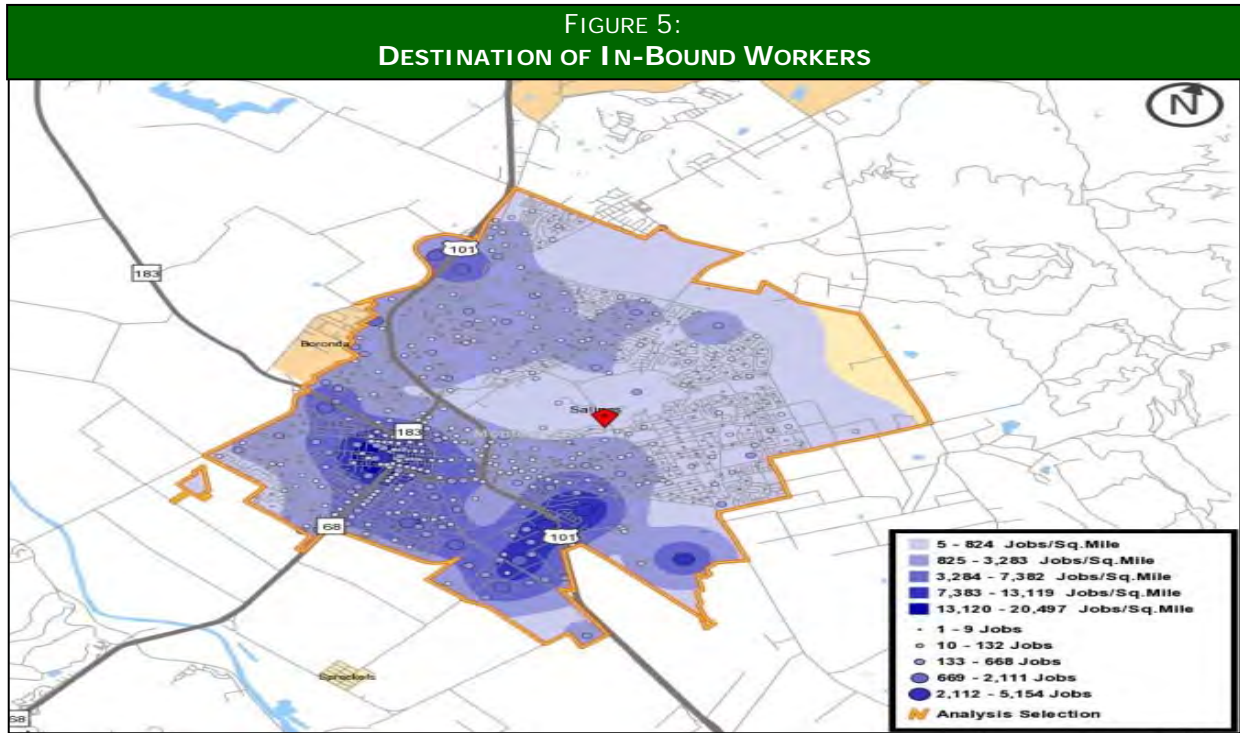 FIGURE 5:
DESTINATION OF IN-BOUND WORKERS
N
101
183
Boronda
Salinas
183
68
101
Spreckels
68
5 - 824 Jobs/Sq.Mile
825 - 3,283 Jobs/Sq.Mile
3,284 - 7,382 Jobs/Sq.Mile
7,383 - 13,119 Jobs/Sq.Mile
13,120 - 20,497 Jobs/Sq.Mile
1 - 9 Jobs
10 - 132 Jobs
133 - 668 Jobs
669 - 2,111 Jobs
2,112 - 5,154 Jobs
Analysis Selection